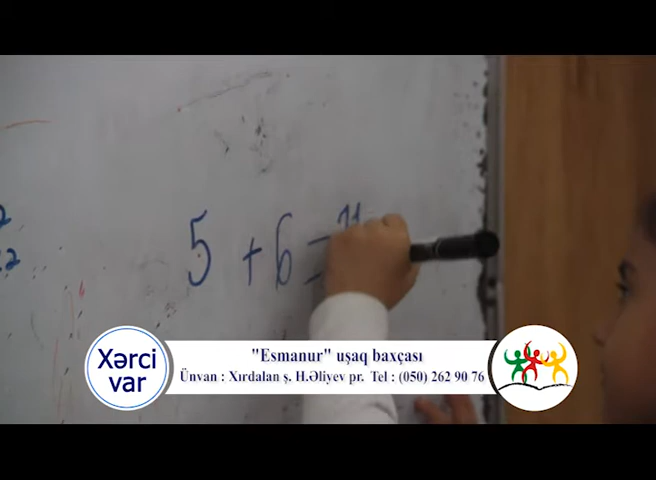 5 + 6 = 11
Xərci
var
"Esmanur" uşaq baxçası
Ünvan : Xırdalan ş. H.Əliyev pr. Tel : (050) 262 90 76